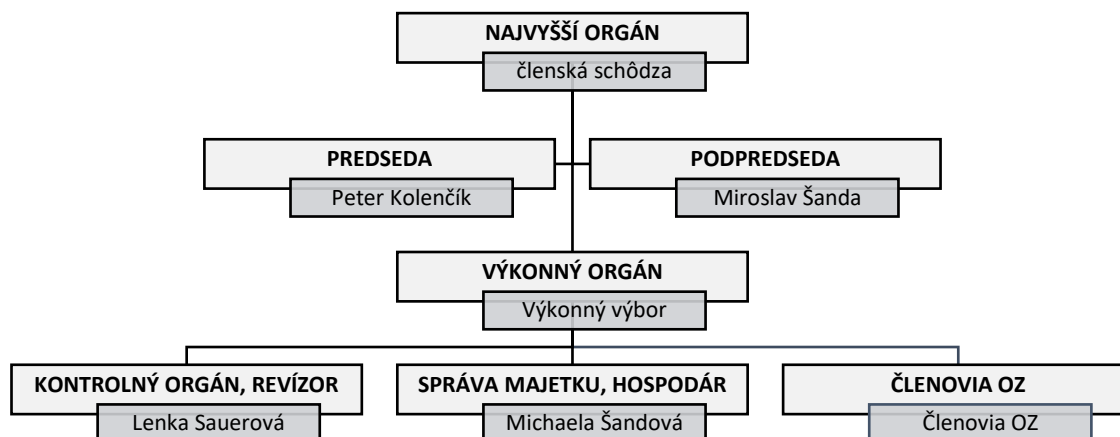 NAJVYŠŠÍ ORGÁN
členská schôdza
PREDSEDA
Peter Kolenčík
PODPREDSEDA
Miroslav Šanda
VÝKONNÝ ORGÁN
Výkonný výbor
KONTROLNÝ ORGÁN, REVÍZOR
Lenka Sauerová
SPRÁVA MAJETKU, HOSPODÁR
Michaela Šandová
ČLENOVIA OZ
Členovia OZ